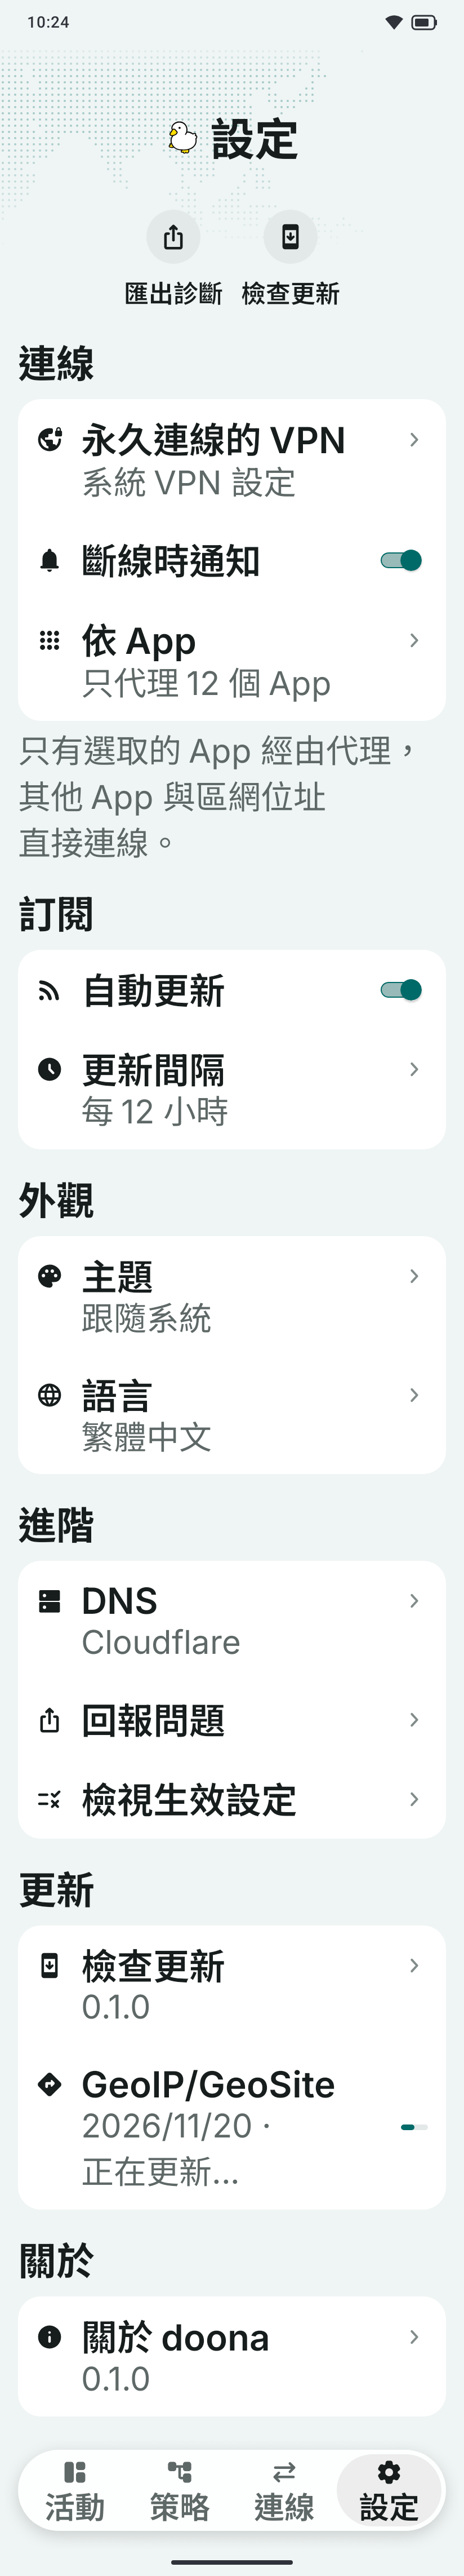 10:24
設定
匯出診斷
檢查更新
連線
永久連線的 VPN
系統 VPN 設定
斷線時通知
依 App
只代理 12 個 App
只有選取的 App 經由代理，
其他 App 與區網位址
直接連線。
訂閱
自動更新
更新間隔
每 12 小時
外觀
主題
跟隨系統
語言
繁體中文
進階
DNS
Cloudflare
回報問題
檢視生效設定
更新
檢查更新
0.1.0
GeoIP/GeoSite
2026/11/20 ·
正在更新…
關於
關於 doona
0.1.0
活動
策略
連線
設定